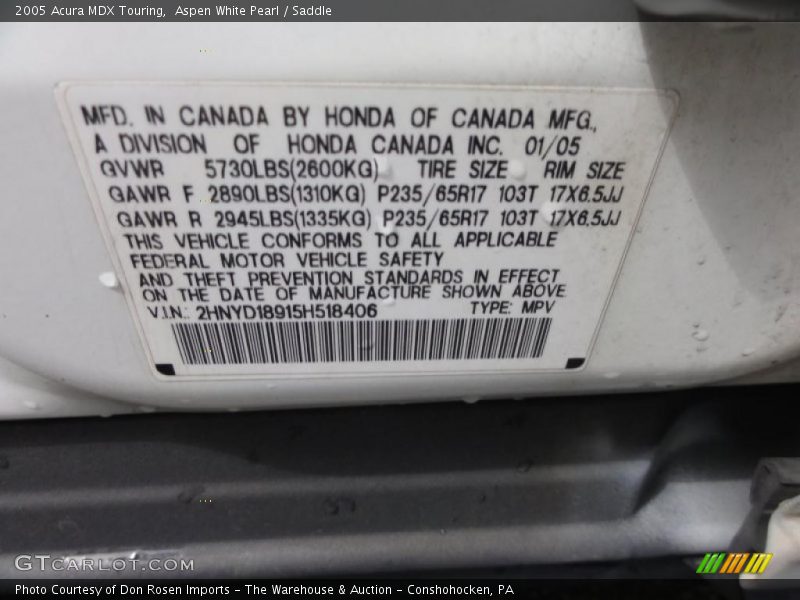 2005 Acura MDX Touring,  Aspen White Pearl / Saddle
MFD. IN CANADA BY HONDA OF CANADA MFG.,
A DIVISION OF HONDA CANADA INC. 01/05
GVWR 5730LBS(2600KG) TIRE SIZE RIM SIZE
GAWR F 2890LBS(1310KG) P235/65R17 103T 17X6.5JJ
GAWR R 2945LBS(1335KG) P235/65R17 103T 17X6.5JJ
THIS VEHICLE CONFORMS TO ALL APPLICABLE
FEDERAL MOTOR VEHICLE SAFETY
AND THEFT PREVENTION STANDARDS IN EFFECT
ON THE DATE OF MANUFACTURE SHOWN ABOVE
V.I.N.: 2HNYD18915H518406 TYPE: MPV
GTCarLot.com
Photo Courtesy of Don Rosen Imports – The Warehouse & Auction – Conshohocken, PA